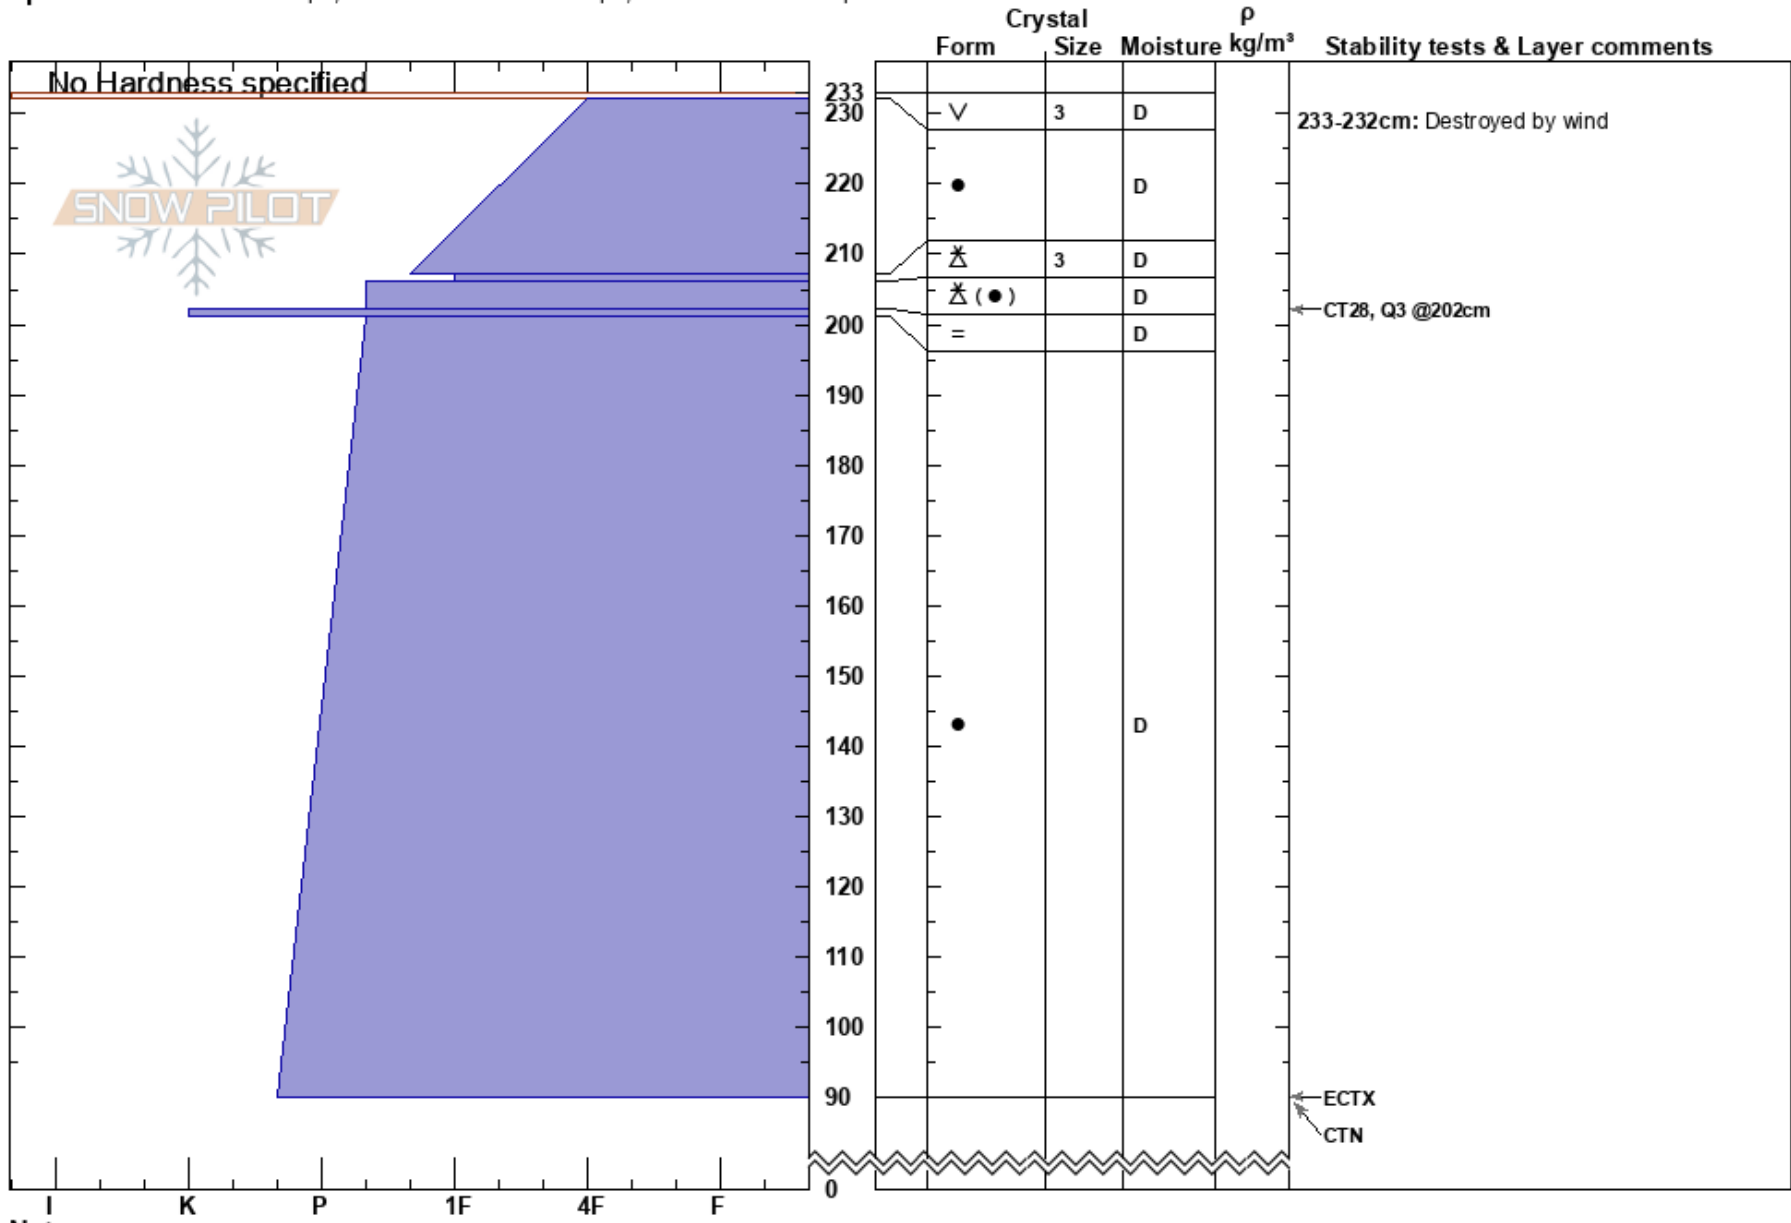 Crystal ρ
Form Size Moisture kg/m³ Stability tests & Layer comments
No Hardness specified
233
230 3 D 233-232cm: Destroyed by wind
SNOW PILOT
220 D
210 3 D
( ● ) D
CT28, Q3 @202cm
200 = D
190
180
170
160
150
140 D
130
120
110
100
90 ECTX
CTN
0
I K P 1F 4F F